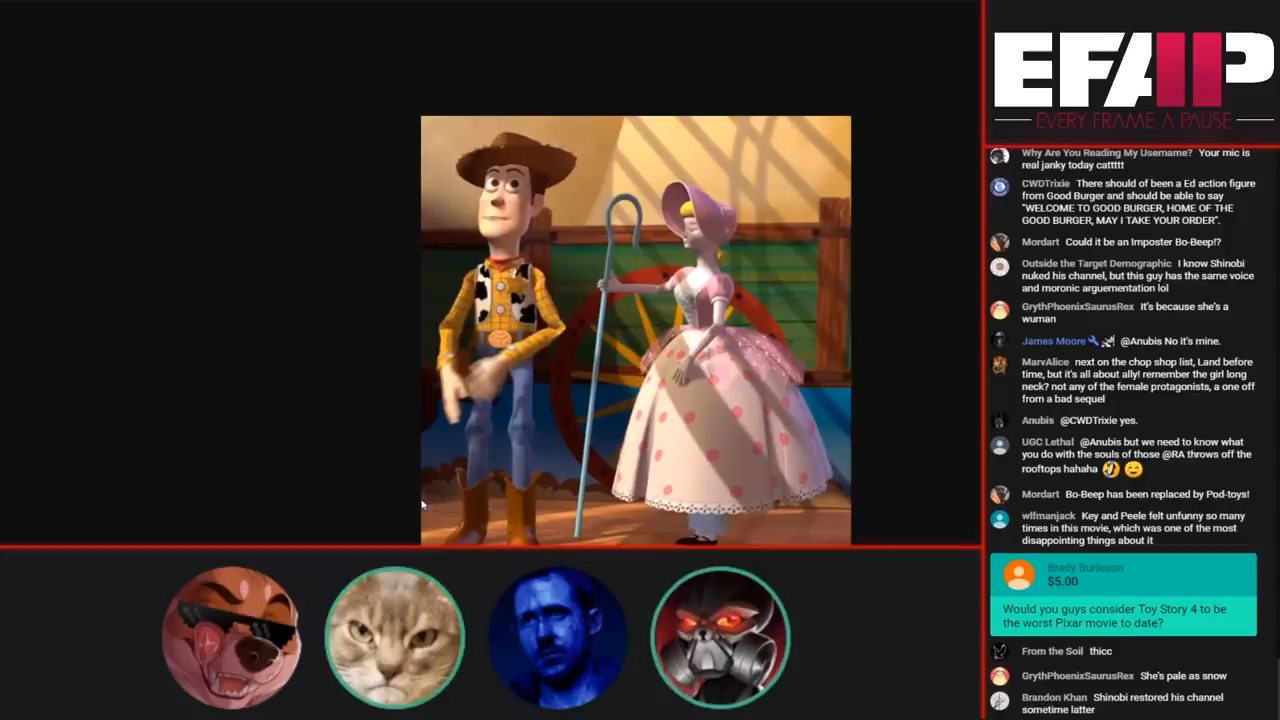 EFAP
EVERY FRAME A PAUSE
Why Are You Reading My Username? Your mic is
real janky today cattttt
CWDTrixie There should of been a Ed action figure
from Good Burger and should be able to say
"WELCOME TO GOOD BURGER, HOME OF THE
GOOD BURGER, MAY I TAKE YOUR ORDER".
Mordart Could it be an Imposter Bo-Beep!?
Outside the Target Demographic I know Shinobi
nuked his channel, but this guy has the same voice
and moronic arguementation lol
GrythPhoenixSaurusRex It's because she's a
wuman
James Moore @Anubis No it's mine.
MarvAlice next on the chop shop list, Land before
time, but it's all about ally! remember the girl long
neck? not any of the female protagonists, a one off
from a bad sequel
Anubis @CWDTrixie yes.
UGC Lethal @Anubis but we need to know what
you do with the souls of those @RA throws off the
rooftops hahaha 🤣 😊
Mordart Bo-Beep has been replaced by Pod-toys!
wlfmanjack Key and Peele felt unfunny so many
times in this movie, which was one of the most
disappointing things about it
Brady Burleson
$5.00
Would you guys consider Toy Story 4 to be
the worst Pixar movie to date?
From the Soil thicc
GrythPhoenixSaurusRex She's pale as snow
Brandon Khan Shinobi restored his channel
sometime latter